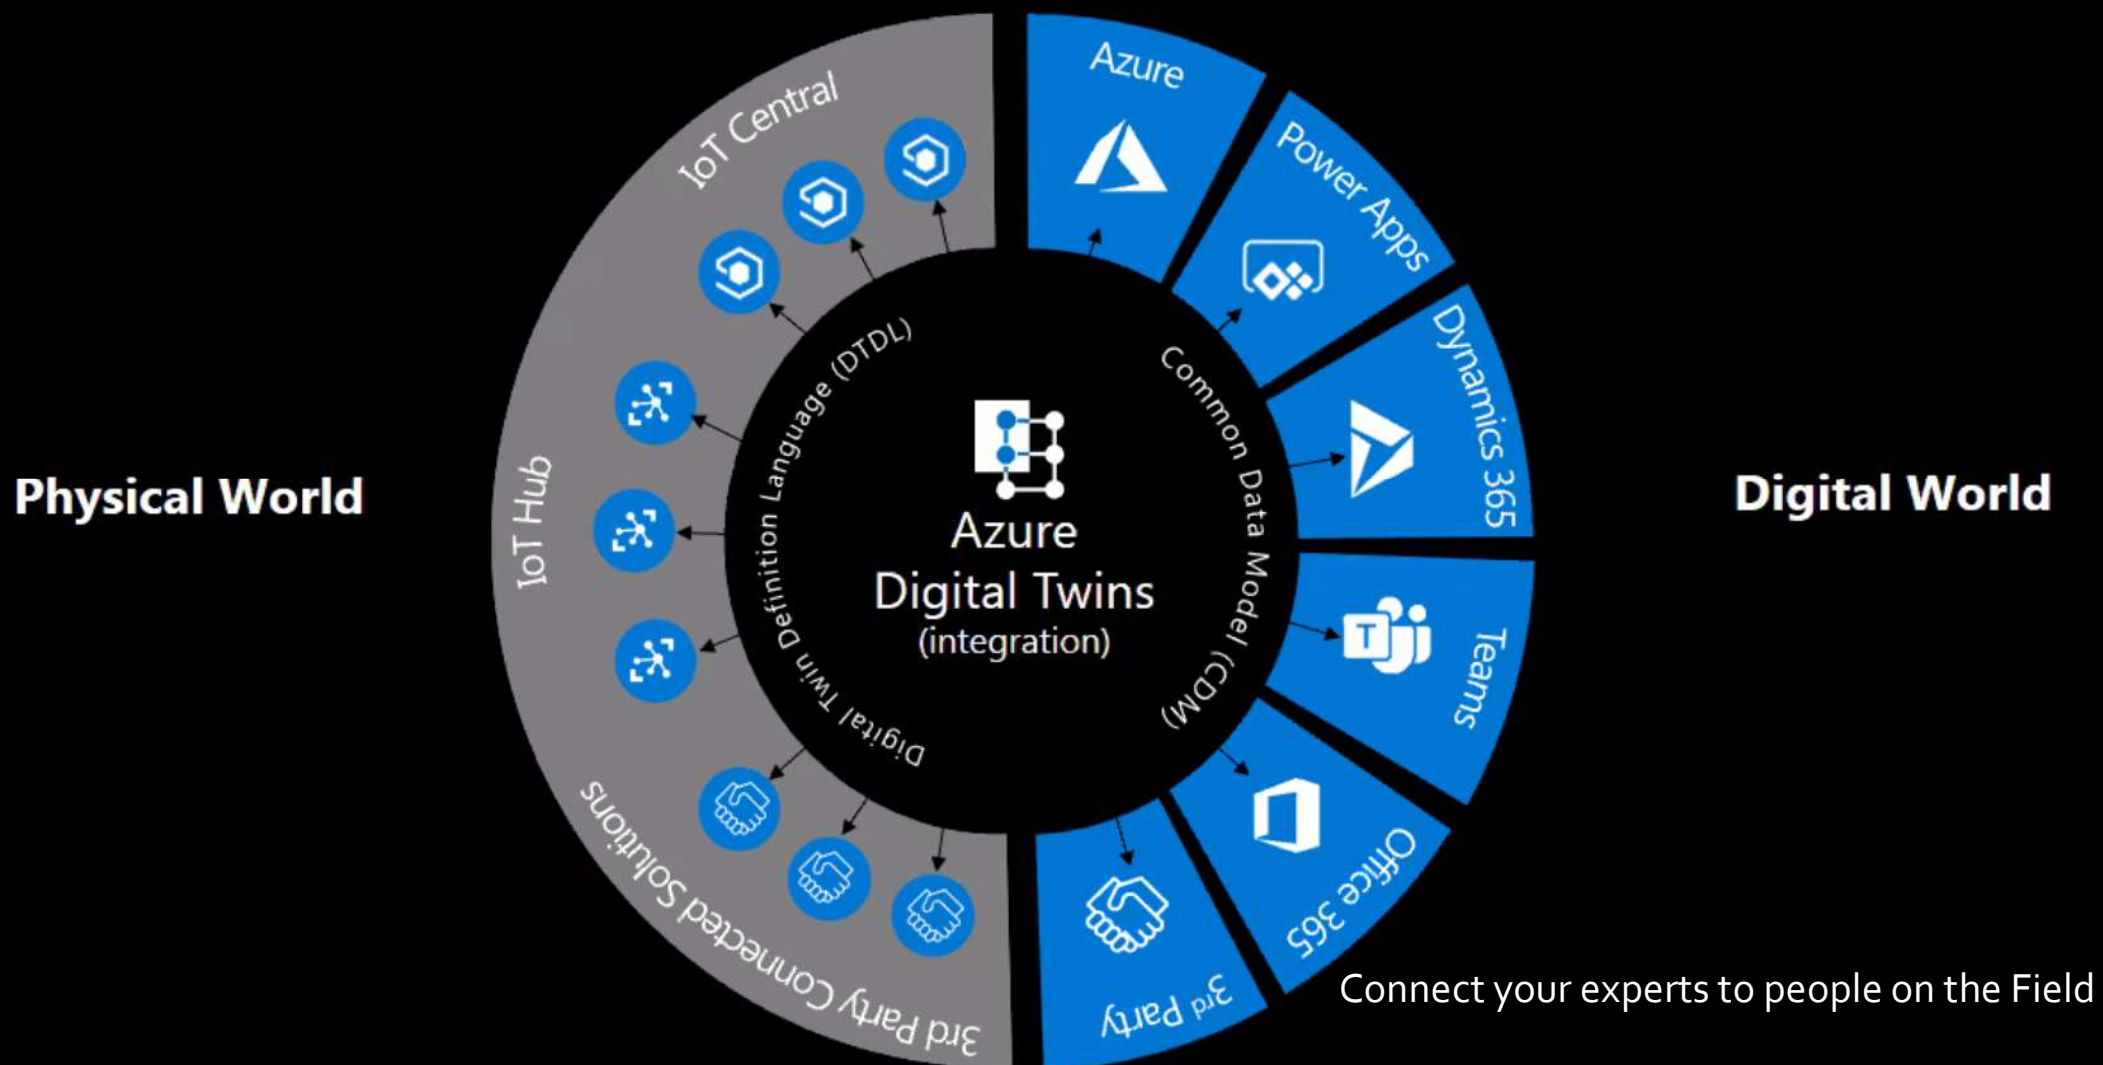 Physical World
IoT Central
IoT Hub
3rd Party Connected Solutions
Digital Twin Definition Language (DTDL)
Azure
Digital Twins
(integration)
Common Data Model (CDM)
Azure
Power Apps
Dynamics 365
T
Teams
Office 365
3rd Party
Digital World
Connect your experts to people on the Field